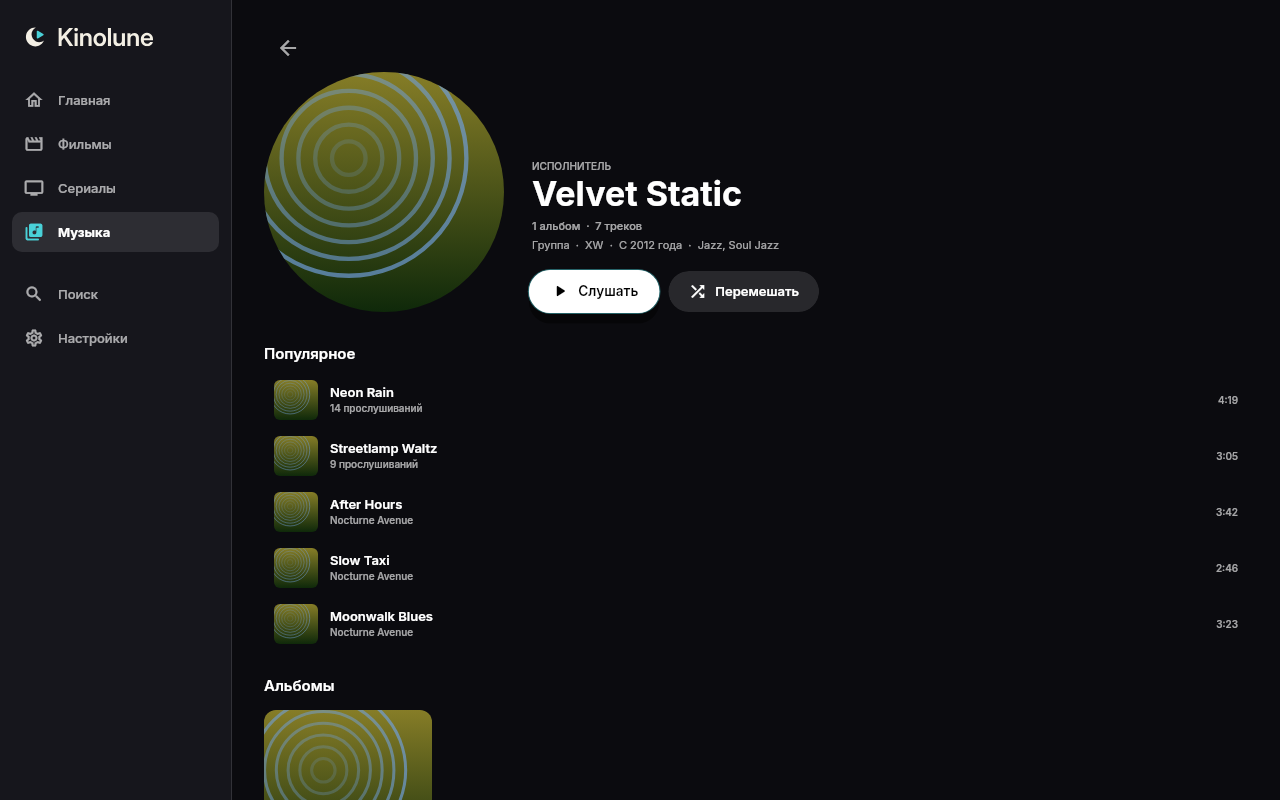 Kinolune
Главная
Фильмы
Сериалы
Музыка
Поиск
Настройки
ИСПОЛНИТЕЛЬ
Velvet Static
1 альбом · 7 треков
Группа · XW · С 2012 года · Jazz, Soul Jazz
Слушать
Перемешать
Популярное
Neon Rain
14 прослушиваний
4:19
Streetlamp Waltz
9 прослушиваний
3:05
After Hours
Nocturne Avenue
3:42
Slow Taxi
Nocturne Avenue
2:46
Moonwalk Blues
Nocturne Avenue
3:23
Альбомы